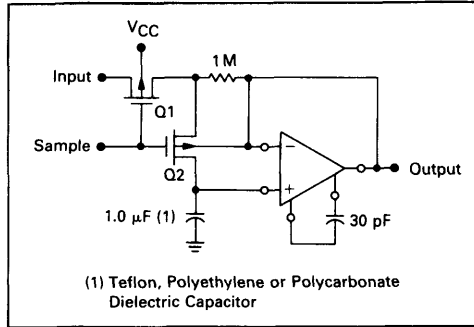 VCC
Input
1 M
Q1
Sample
Q2
−
+
Output
1.0 μF (1)
30 pF
(1) Teflon, Polyethylene or Polycarbonate
Dielectric Capacitor